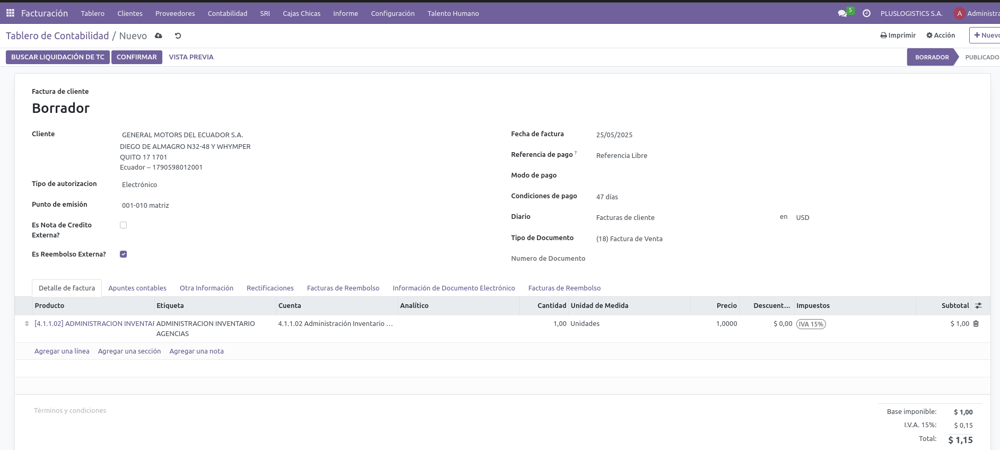 Facturación Tablero Clientes Proveedores Contabilidad SRI Cajas Chicas Informe Configuración Talento Humano 5 PLUSLOGISTICS S.A. A Administra
Tablero de Contabilidad / Nuevo Imprimir Acción Nuevo
BUSCAR LIQUIDACIÓN DE TC CONFIRMAR VISTA PREVIA BORRADOR PUBLICADO
Factura de cliente
Borrador
Cliente GENERAL MOTORS DEL ECUADOR S.A.
DIEGO DE ALMAGRO N32-48 Y WHYMPER
QUITO 17 1701
Ecuador – 1790598012001
Tipo de autorizacion Electrónico
Punto de emisión 001-010 matriz
Es Nota de Credito
Externa?
Es Reembolso Externa?
Fecha de factura 25/05/2025
Referencia de pago ? Referencia Libre
Modo de pago
Condiciones de pago 47 días
Diario Facturas de cliente en USD
Tipo de Documento (18) Factura de Venta
Numero de Documento
Detalle de factura Apuntes contables Otra Información Rectificaciones Facturas de Reembolso Información de Documento Electrónico Facturas de Reembolso
Producto Etiqueta Cuenta Analítico Cantidad Unidad de Medida Precio Descuent... Impuestos Subtotal
[4.1.1.02] ADMINISTRACION INVENTAR ADMINISTRACION INVENTARIO 4.1.1.02 Administración Inventario ... 1,00 Unidades 1,0000 $ 0,00 IVA 15% $ 1,00
AGENCIAS
Agregar una línea Agregar una sección Agregar una nota
Términos y condiciones
Base imponible: $ 1,00
I.V.A. 15%: $ 0,15
Total: $ 1,15